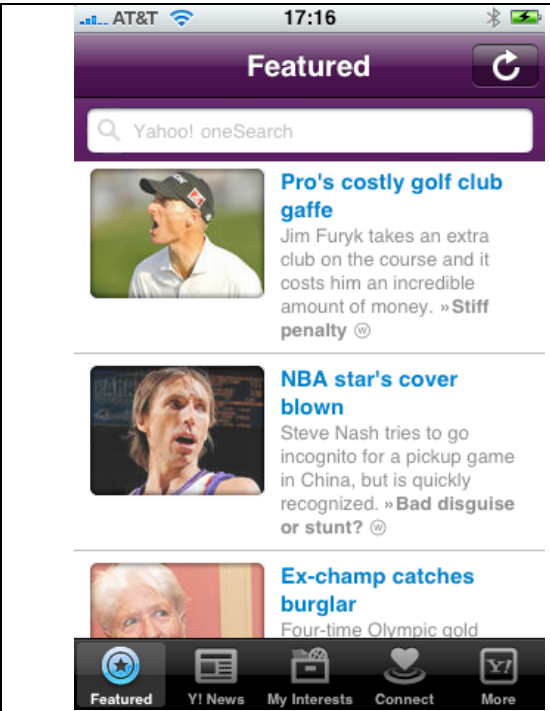 AT&T 17:16
Featured
Yahoo! oneSearch
Pro's costly golf club
gaffe
Jim Furyk takes an extra
club on the course and it
costs him an incredible
amount of money. »Stiff
penalty ⓦ
NBA star's cover
blown
Steve Nash tries to go
incognito for a pickup game
in China, but is quickly
recognized. »Bad disguise
or stunt? ⓦ
Ex-champ catches
burglar
Four-time Olympic gold
Featured Y! News My Interests Connect More